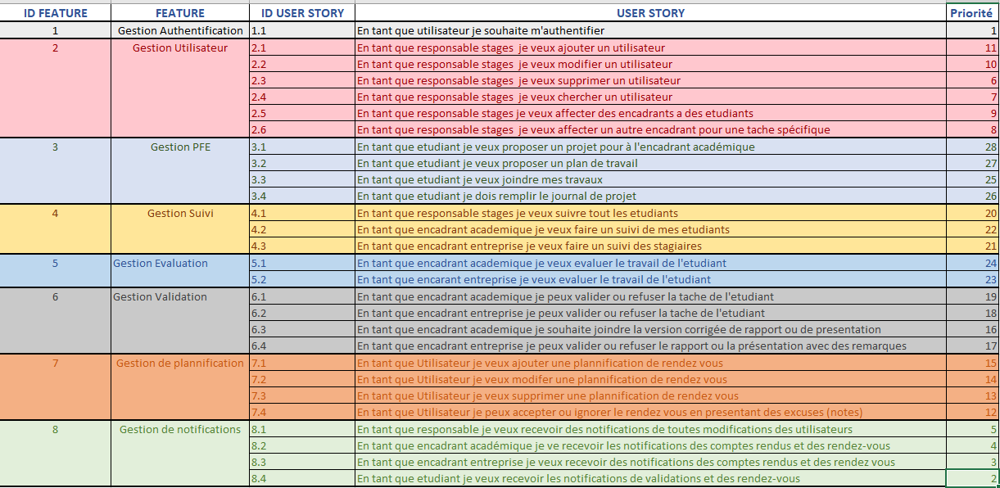 ID FEATURE FEATURE ID USER STORY USER STORY Priorité
1 Gestion Authentification 1.1 En tant que utilisateur je souhaite m'authentifier 1
2 Gestion Utilisateur 2.1 En tant que responsable stages je veux ajouter un utilisateur 11
2.2 En tant que responsable stages je veux modifier un utilisateur 10
2.3 En tant que responsable stages je veux supprimer un utilisateur 6
2.4 En tant que responsable stages je veux chercher un utilisateur 7
2.5 En tant que responsable stages je veux affecter des encadrants a des etudiants 9
2.6 En tant que responsable stages je veux affecter un autre encadrant pour une tache spécifique 8
3 Gestion PFE 3.1 En tant que etudiant je veux proposer un projet pour à l'encadrant académique 28
3.2 En tant que etudiant je veux proposer un plan de travail 27
3.3 En tant que etudiant je veux joindre mes travaux 25
3.4 En tant que etudiant je dois remplir le journal de projet 26
4 Gestion Suivi 4.1 En tant que responsable stages je veux suivre tout les etudiants 20
4.2 En tant que encadrant academique je veux faire un suivi de mes etudiants 22
4.3 En tant que encadrant entreprise je veux faire un suivi des stagiaires 21
5 Gestion Evaluation 5.1 En tant que encadrant academique je veux evaluer le travail de l'etudiant 24
5.2 En tant que encarant entreprise je veux evaluer le travail de l'etudiant 23
6 Gestion Validation 6.1 En tant que encadrant academique je peux valider ou refuser la tache de l'etudiant 19
6.2 En tant que encadrant entreprise je peux valider ou refuser la tache de l'etudiant 18
6.3 En tant que encadrant academique je souhaite joindre la version corrigée de rapport ou de presentation 16
6.4 En tant que encadrant entreprise je peux valider ou refuser le rapport ou la présentation avec des remarques 17
7 Gestion de plannification 7.1 En tant que Utilisateur je veux ajouter une plannification de rendez vous 15
7.2 En tant que Utilisateur je veux modifer une plannification de rendez vous 14
7.3 En tant que Utilisateur je veux supprimer une plannification de rendez vous 13
7.4 En tant que Utilisateur je peux accepter ou ignorer le rendez vous en presentant des excuses (notes) 12
8 Gestion de notifications 8.1 En tant que responsable je veux recevoir des notifications de toutes modifications des utilisateurs 5
8.2 En tant que encadrant académique je ve recevoir les notifications des comptes rendus et des rendez-vous 4
8.3 En tant que encadrant entreprise je veux recevoir des notifications des comptes rendus et des rendez vous 3
8.4 En tant que etudiant je veux recevoir les notifications de validations et des rendez-vous 2